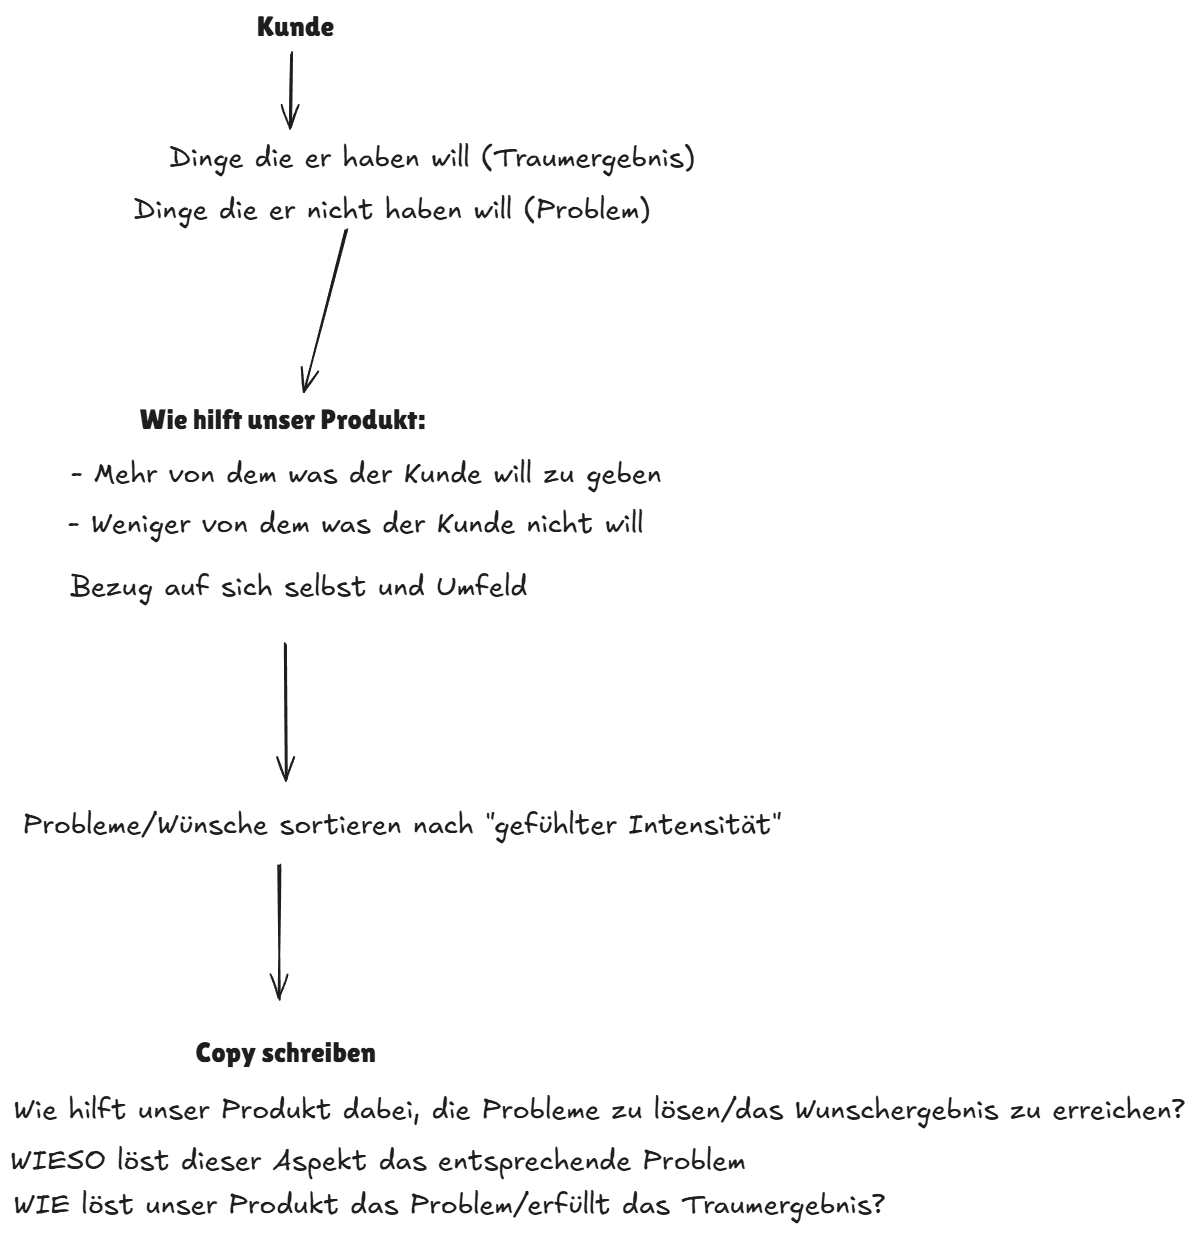 Kunde
Dinge die er haben will (Traumergebnis)
Dinge die er nicht haben will (Problem)
Wie hilft unser Produkt:
- Mehr von dem was der Kunde will zu geben
- Weniger von dem was der Kunde nicht will
Bezug auf sich selbst und Umfeld
Probleme/Wünsche sortieren nach "gefühlter Intensität"
Copy schreiben
Wie hilft unser Produkt dabei, die Probleme zu lösen/das Wunschergebnis zu erreichen?
WIESO löst dieser Aspekt das entsprechende Problem
WIE löst unser Produkt das Problem/erfüllt das Traumergebnis?